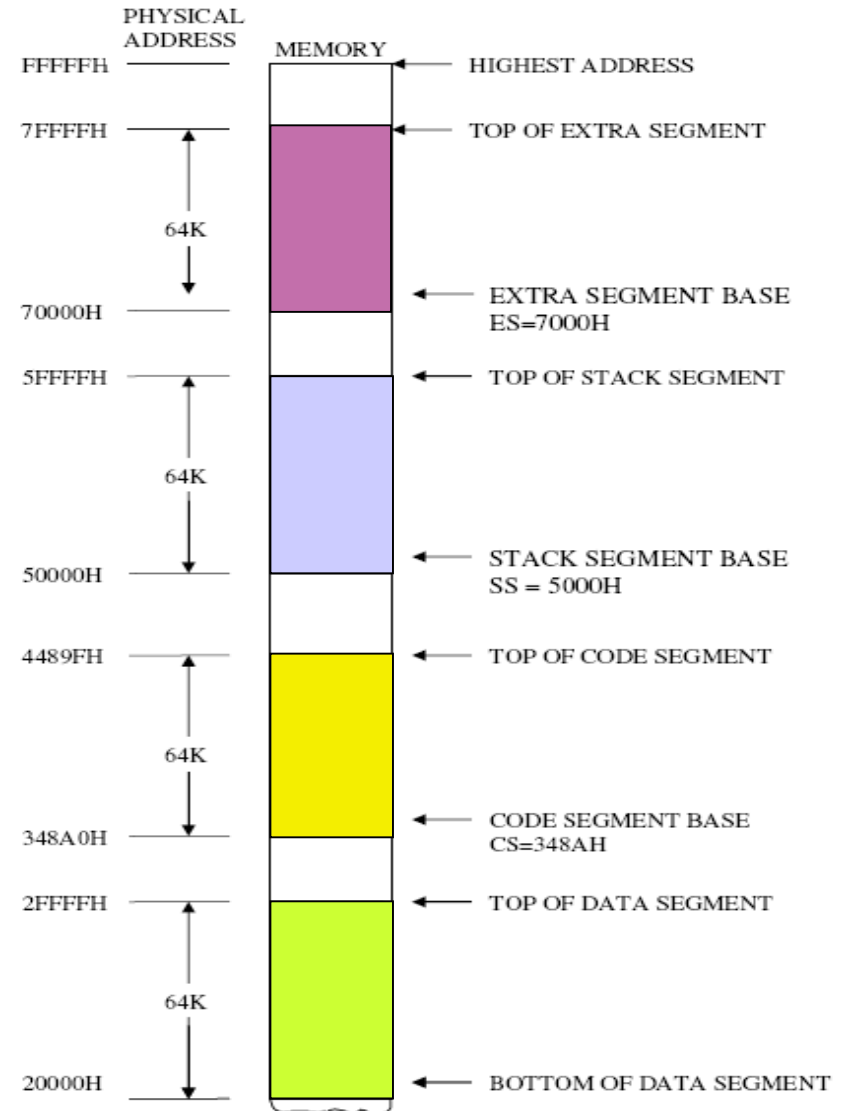 PHYSICAL
ADDRESS
MEMORY
FFFFFH
HIGHEST ADDRESS
7FFFFH
TOP OF EXTRA SEGMENT
64K
EXTRA SEGMENT BASE
70000H
ES=7000H
5FFFFH
TOP OF STACK SEGMENT
64K
STACK SEGMENT BASE
50000H
SS = 5000H
4489FH
TOP OF CODE SEGMENT
64K
CODE SEGMENT BASE
348A0H
CS=348AH
2FFFFH
TOP OF DATA SEGMENT
64K
20000H
BOTTOM OF DATA SEGMENT